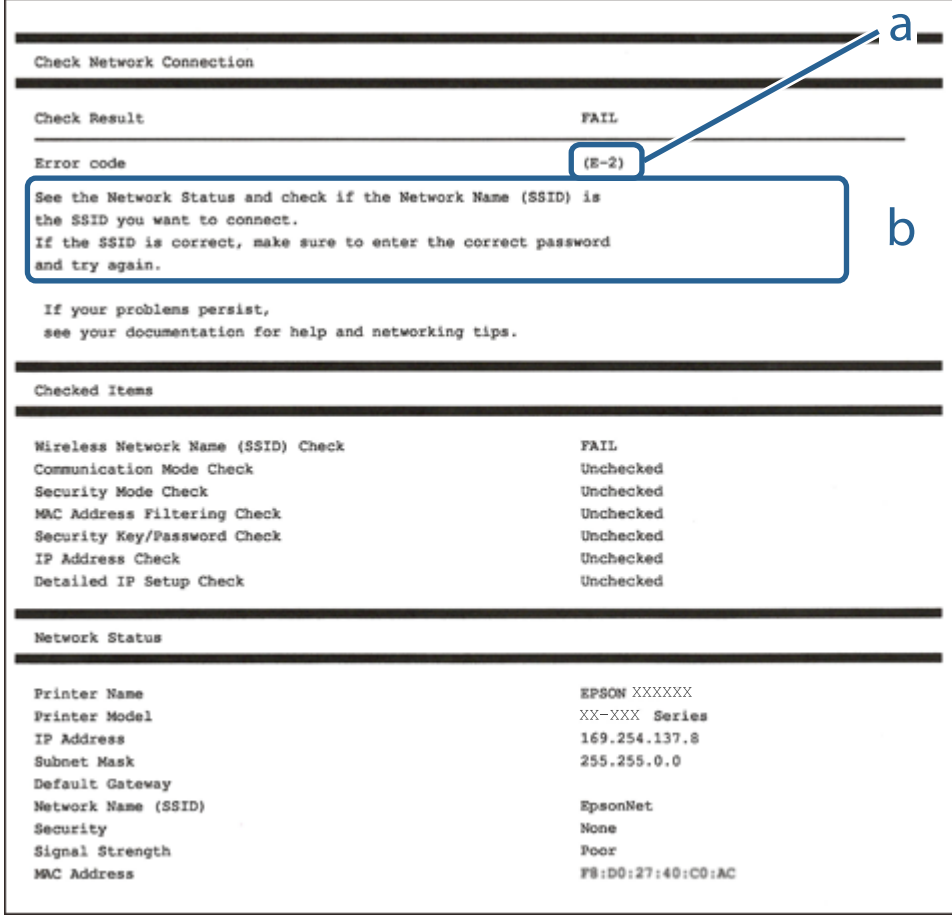 a
Check Network Connection
Check Result FAIL
Error code (E-2)
See the Network Status and check if the Network Name (SSID) is
the SSID you want to connect.
If the SSID is correct, make sure to enter the correct password
and try again.
b
If your problems persist,
see your documentation for help and networking tips.
Checked Items
Wireless Network Name (SSID) Check FAIL
Communication Mode Check Unchecked
Security Mode Check Unchecked
MAC Address Filtering Check Unchecked
Security Key/Password Check Unchecked
IP Address Check Unchecked
Detailed IP Setup Check Unchecked
Network Status
Printer Name EPSON XXXXXX
Printer Model XX-XXX Series
IP Address 169.254.137.8
Subnet Mask 255.255.0.0
Default Gateway
Network Name (SSID) EpsonNet
Security None
Signal Strength Poor
MAC Address F8:D0:27:40:C0:AC